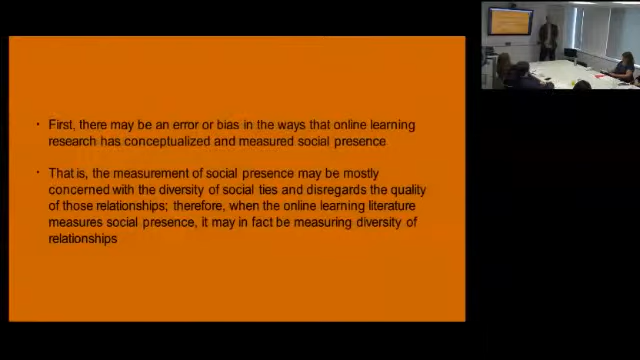 · First, there may be an error or bias in the ways that online learning
research has conceptualized and measured social presence
· That is, the measurement of social presence may be mostly
concerned with the diversity of social ties and disregards the quality
of those relationships; therefore, when the online learning literature
measures social presence, it may in fact be measuring diversity of
relationships